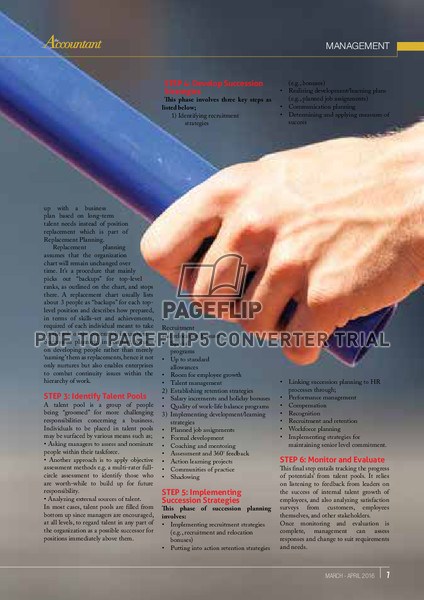 the Accountant
MANAGEMENT
up with a business
plan based on long-term
talent needs instead of position
replacement which is part of
Replacement Planning.
Replacement planning
assumes that the organization
chart will remain unchanged over
time. It's a procedure that mainly
picks out "backups" for top-level
ranks, as outlined on the chart, and stops
there. A replacement chart usually lists
about 3 people as "backups" for each top-
level position and describes how prepared,
in terms of skills-set and achievements,
required of each individual meant to take
on developing people rather than merely
'naming' them as replacements, hence it not
only nurtures but also enables enterprises
to conduct continuity issues within the
hierarchy of work.
STEP 3: Identify Talent Pools
A talent pool is a group of people
being "groomed" for more challenging
responsibilities concerning a business.
Individuals to be placed in talent pools
may be surfaced by various means such as;
• Asking managers to assess and nominate
people within their taskforce.
• Another approach is to apply objective
assessment methods e.g. a multi-rater full-
circle assessment to identify those who
are worth-while to build up for future
responsibility.
• Analysing external sources of talent.
In most cases, talent pools are filled from
bottom up since managers are encouraged,
at all levels, to regard talent in any part of
the organization as a possible successor for
positions immediately above them.
STEP 4: Develop Succession
Strategies
This phase involves three key steps as
listed below;
1) Identifying recruitment
strategies
Recruitment
programs
• Up to standard
allowances
• Room for employee growth
• Talent management
2) Establishing retention strategies
• Salary increments and holiday bonuses
• Quality of work-life balance programs
3) Implementing development/learning
strategies
• Planned job assignments
• Formal development
• Coaching and mentoring
• Assessment and 360° feedback
• Action learning projects
• Communities of practice
• Shadowing
STEP 5: Implementing
Succession Strategies
This phase of succession planning
involves:
• Implementing recruitment strategies
(e.g., recruitment and relocation
bonuses)
• Putting into action retention strategies
(e.g., bonuses)
• Realizing development/learning plans
(e.g., planned job assignments)
• Communication planning
• Determining and applying measures of
success
• Linking succession planning to HR
processes through;
• Performance management
• Compensation
• Recognition
• Recruitment and retention
• Workforce planning
• Implementing strategies for
maintaining senior level commitment.
STEP 6: Monitor and Evaluate
This final step entails tracking the progress
of potentials from talent pools. It relies
on listening to feedback from leaders on
the success of internal talent growth of
employees, and also analysing satisfaction
surveys from customers, employees
themselves, and other stakeholders.
Once monitoring and evaluation is
complete, management can assess
responses and change to suit requirements
and needs.
PAGEFLIP
PDF TO PAGEFLIP5 CONVERTER TRIAL
MARCH - APRIL 2018 7